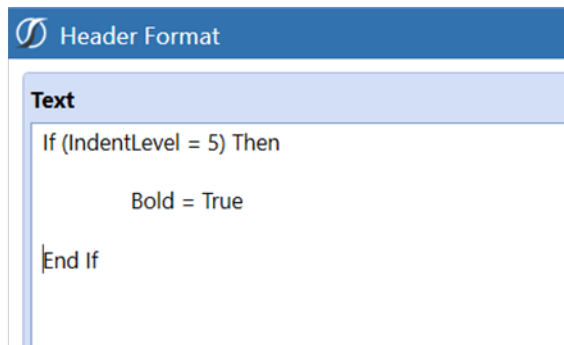 Header Format
Text
If (IndentLevel = 5) Then
Bold = True
End If